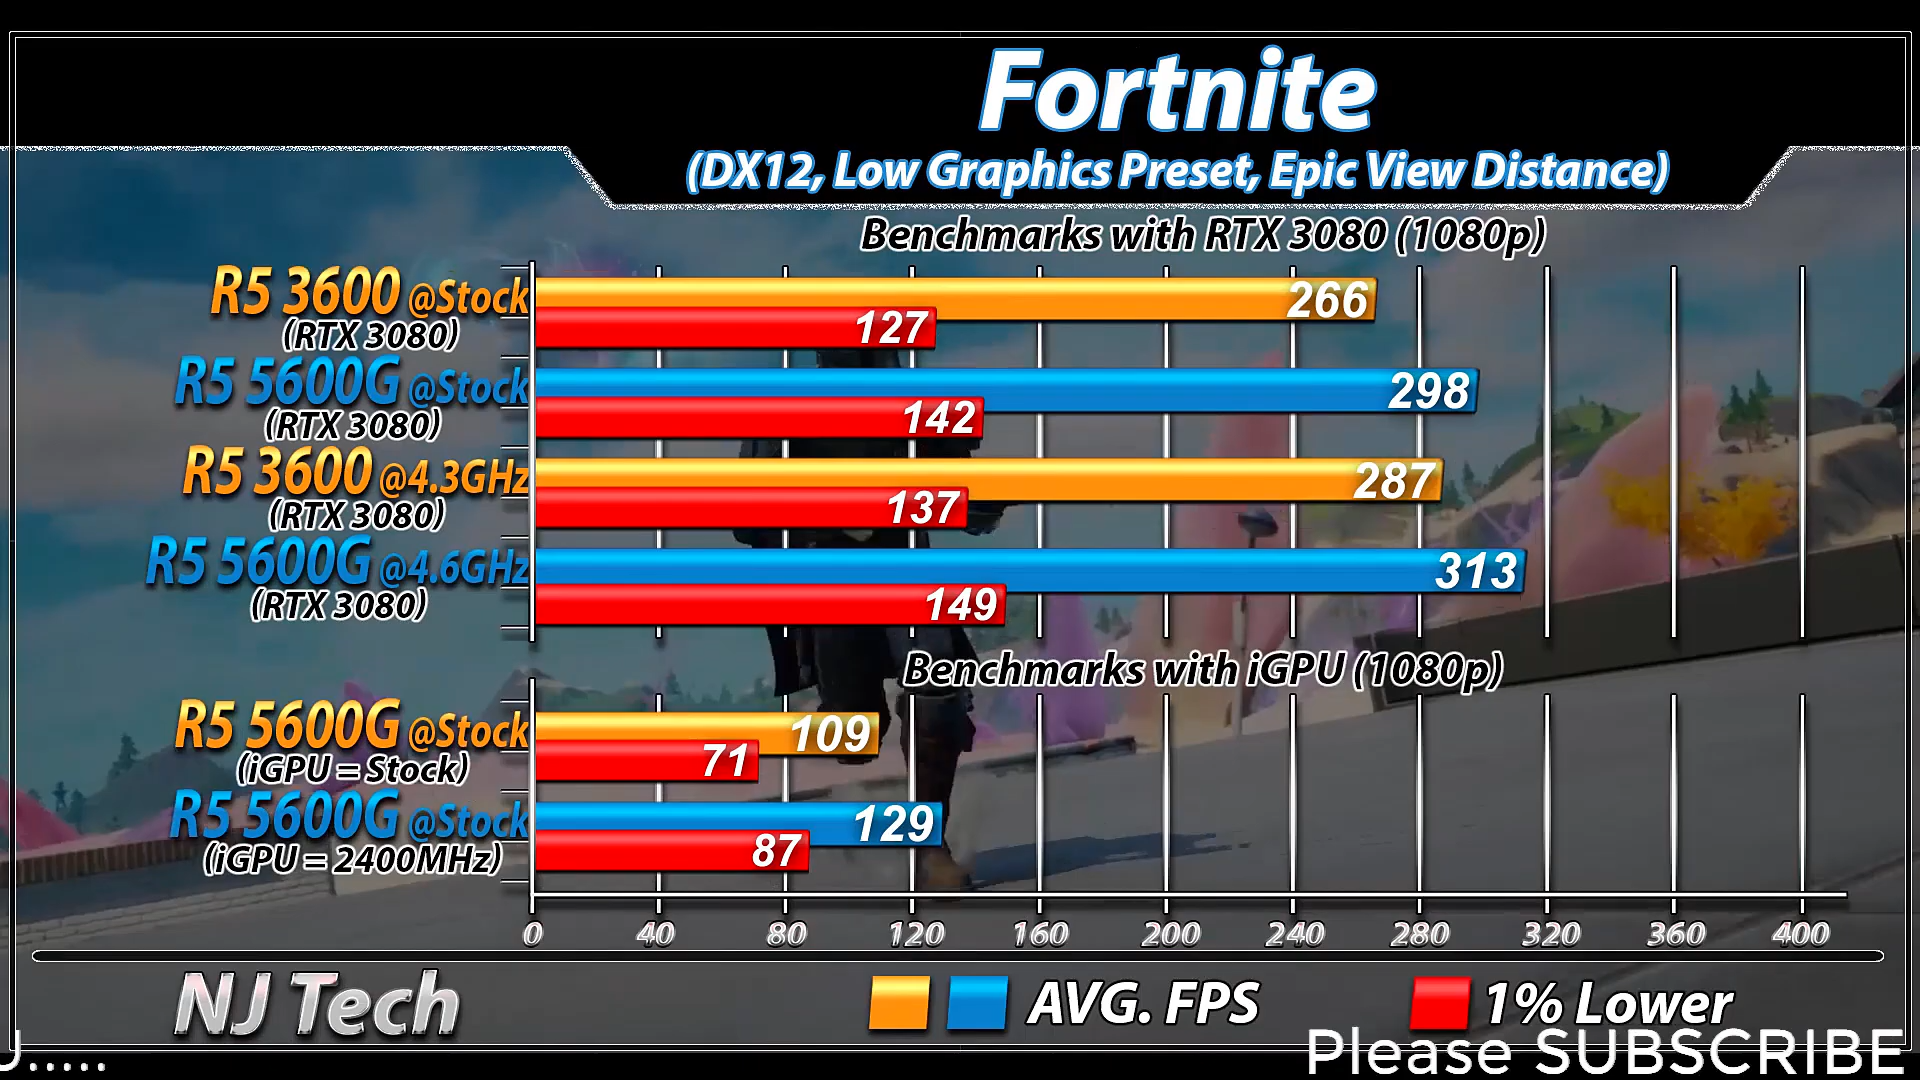 Fortnite
(DX12, Low Graphics Preset, Epic View Distance)
Benchmarks with RTX 3080 (1080p)
R5 3600 @Stock 266
(RTX 3080) 127
R5 5600G @Stock 298
(RTX 3080) 142
R5 3600 @4.3GHz 287
(RTX 3080) 137
R5 5600G @4.6GHz 313
(RTX 3080) 149
Benchmarks with iGPU (1080p)
R5 5600G @Stock 109
(iGPU = Stock) 71
R5 5600G @Stock 129
(iGPU = 2400MHz) 87
0 40 80 120 160 200 240 280 320 360 400
NJ Tech AVG. FPS 1% Lower
J..... Please SUBSCRIBE